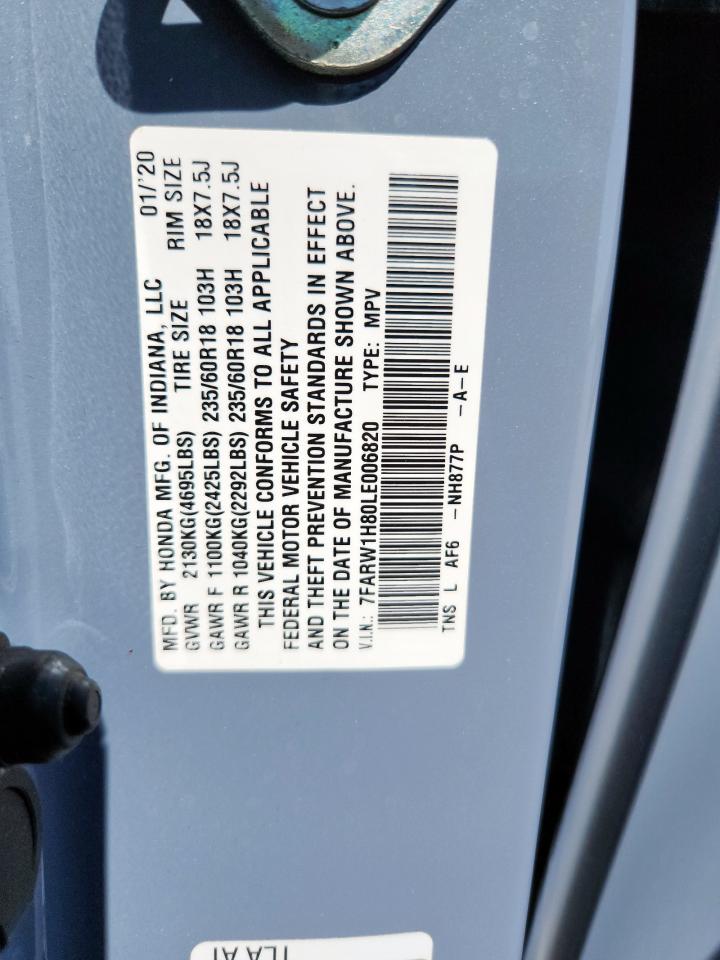 MFD. BY HONDA MFG. OF INDIANA, LLC 01/'20
GVWR 2130KG(4695LBS) TIRE SIZE RIM SIZE
GAWR F 1100KG(2425LBS) 235/60R18 103H 18X7.5J
GAWR R 1040KG(2292LBS) 235/60R18 103H 18X7.5J
THIS VEHICLE CONFORMS TO ALL APPLICABLE
FEDERAL MOTOR VEHICLE SAFETY
AND THEFT PREVENTION STANDARDS IN EFFECT
ON THE DATE OF MANUFACTURE SHOWN ABOVE.
V.I.N.: 7FARW1H80LE006820 TYPE: MPV
TNS L AF6 -NH877P -A-E